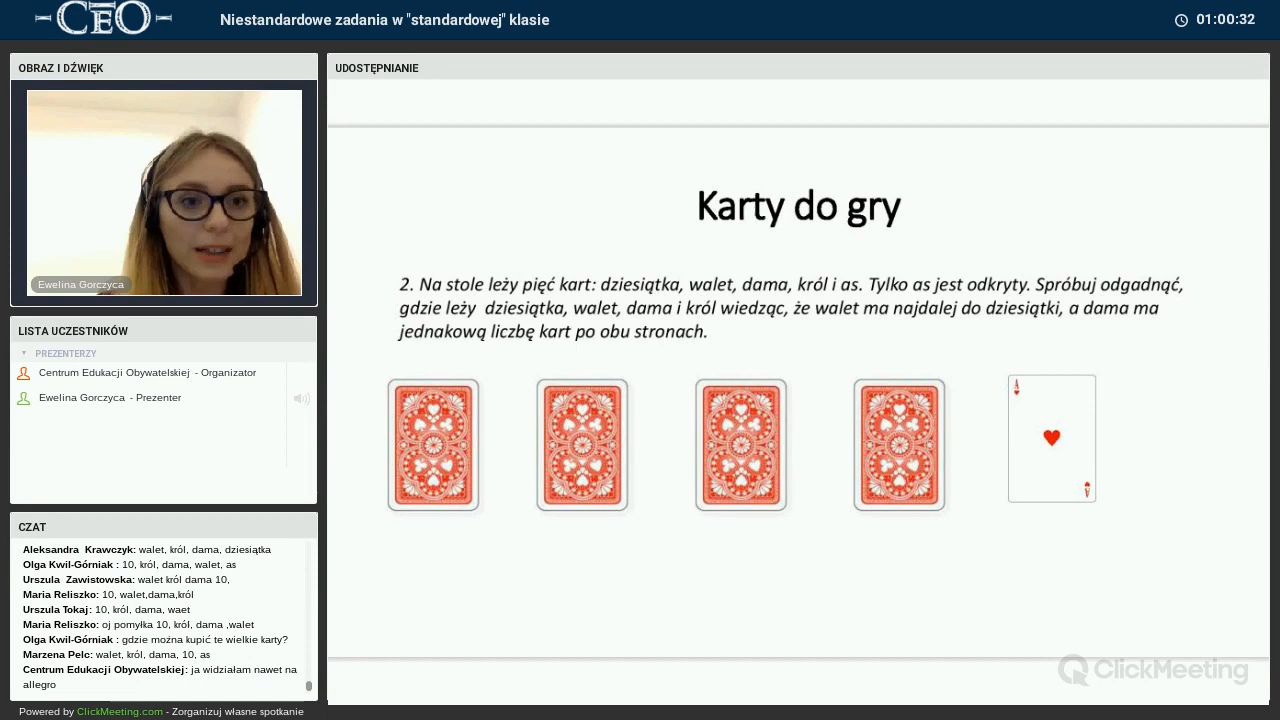 CEO
Niestandardowe zadania w "standardowej" klasie
01:00:32
OBRAZ I DŹWIĘK
Ewelina Gorczyca
LISTA UCZESTNIKÓW
PREZENTERZY
Centrum Edukacji Obywatelskiej - Organizator
Ewelina Gorczyca - Prezenter
CZAT
Aleksandra Krawczyk: walet, król, dama, dziesiątka
Olga Kwil-Górniak : 10, król, dama, walet, as
Urszula Zawistowska: walet król dama 10,
Maria Reliszko: 10, walet,dama,król
Urszula Tokaj: 10, król, dama, waet
Maria Reliszko: oj pomyłka 10, król, dama ,walet
Olga Kwil-Górniak : gdzie można kupić te wielkie karty?
Marzena Pelc: walet, król, dama, 10, as
Centrum Edukacji Obywatelskiej: ja widziałam nawet na
allegro
Powered by ClickMeeting.com - Zorganizuj własne spotkanie
UDOSTĘPNIANIE
Karty do gry
2. Na stole leży pięć kart: dziesiątka, walet, dama, król i as. Tylko as jest odkryty. Spróbuj odgadnąć,
gdzie leży dziesiątka, walet, dama i król wiedząc, że walet ma najdalej do dziesiątki, a dama ma
jednakową liczbę kart po obu stronach.
A
A
ClickMeeting